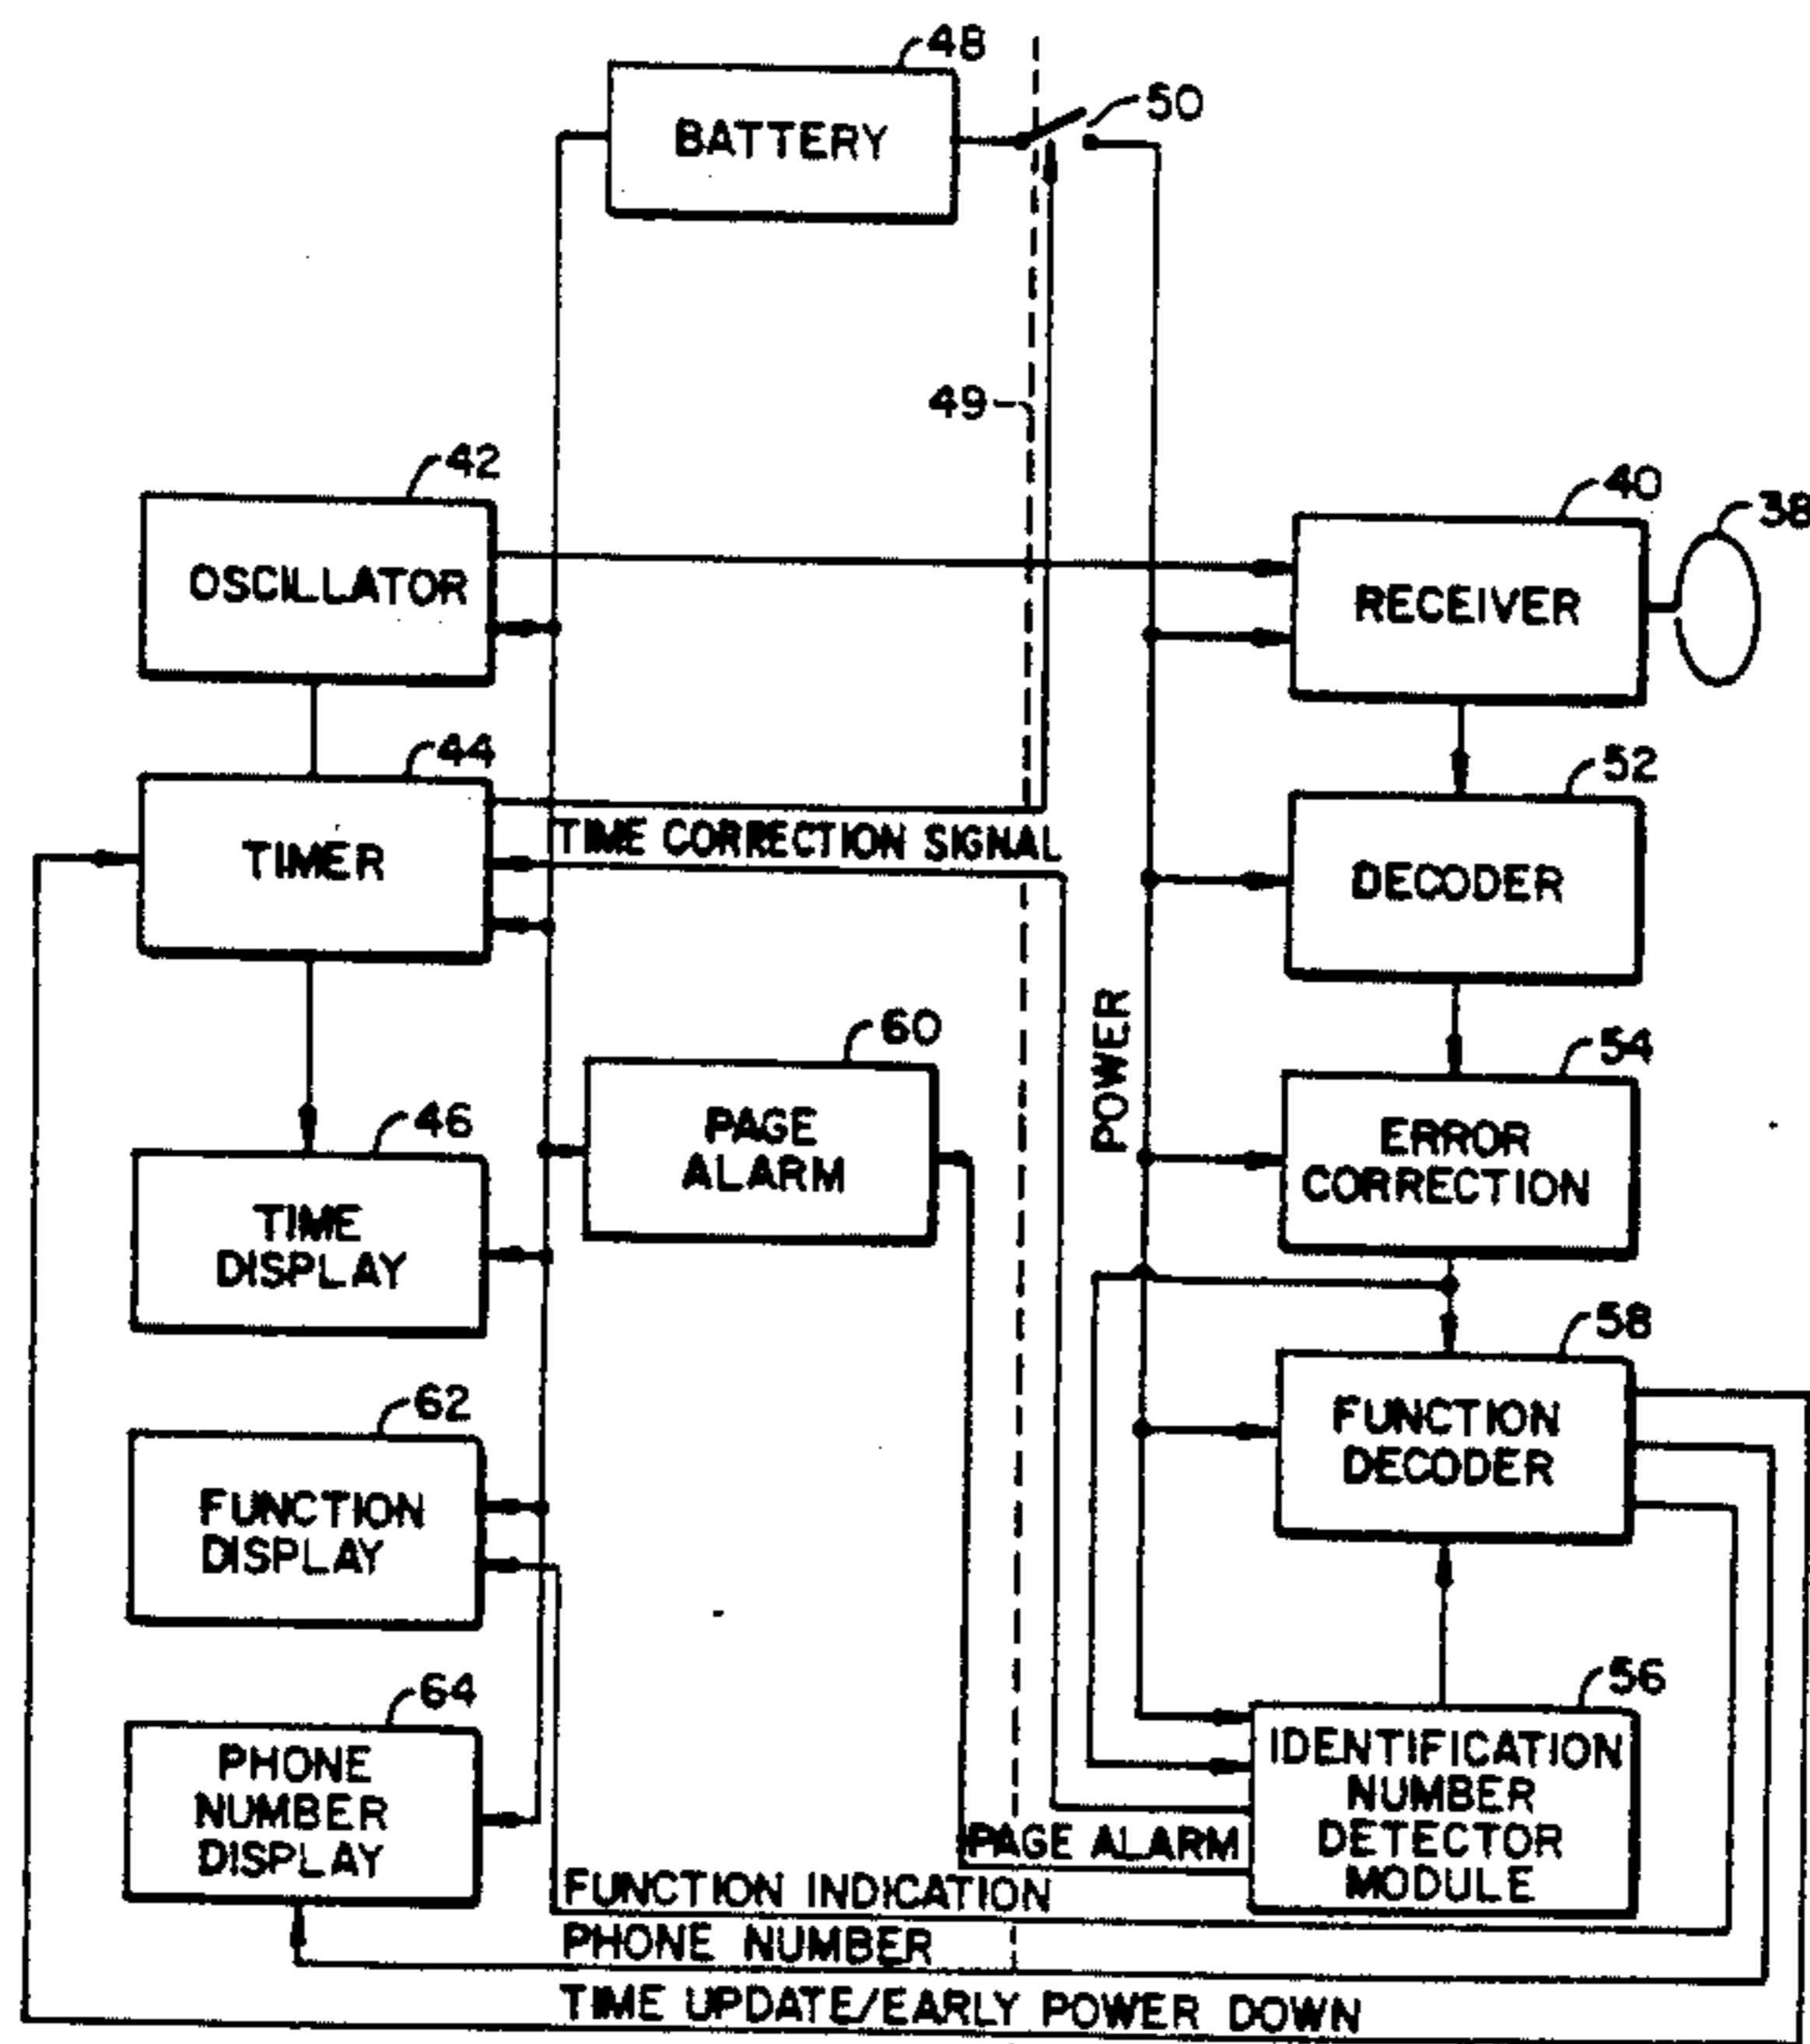 48
BATTERY
50
49
42
OSCILLATOR
40
38
RECEIVER
44
TIMER
TIME CORRECTION SIGNAL
52
DECODER
POWER
60
PAGE
ALARM
54
ERROR
CORRECTION
46
TIME
DISPLAY
58
FUNCTION
DECODER
62
FUNCTION
DISPLAY
64
PHONE
NUMBER
DISPLAY
56
IDENTIFICATION
NUMBER
DETECTOR
MODULE
PAGE ALARM
FUNCTION INDICATION
PHONE NUMBER
TIME UPDATE/EARLY POWER DOWN